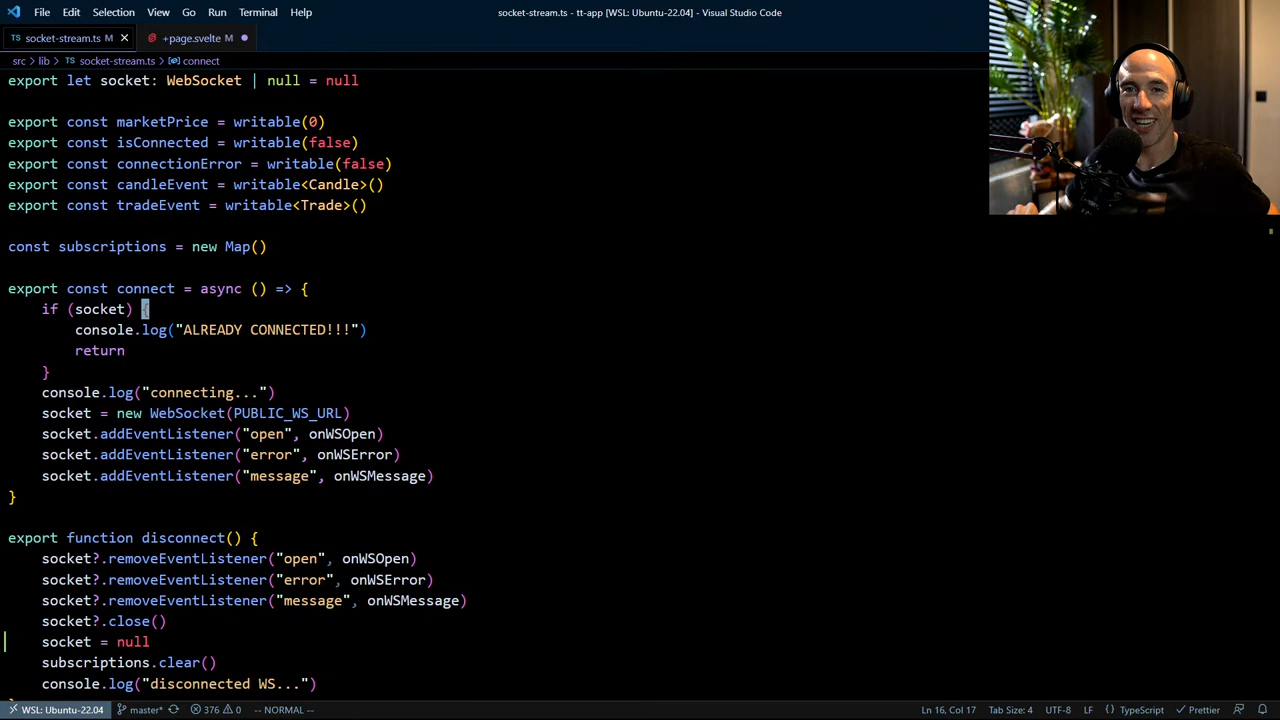 File Edit Selection View Go Run Terminal Help
socket-stream.ts - tt-app [WSL: Ubuntu-22.04] - Visual Studio Code
TS socket-stream.ts M
+page.svelte M
src > lib > TS socket-stream.ts > connect
export let socket: WebSocket | null = null
export const marketPrice = writable(0)
export const isConnected = writable(false)
export const connectionError = writable(false)
export const candleEvent = writable<Candle>()
export const tradeEvent = writable<Trade>()
const subscriptions = new Map()
export const connect = async () => {
if (socket) {
console.log("ALREADY CONNECTED!!!")
return
}
console.log("connecting...")
socket = new WebSocket(PUBLIC_WS_URL)
socket.addEventListener("open", onWSOpen)
socket.addEventListener("error", onWSError)
socket.addEventListener("message", onWSMessage)
}
export function disconnect() {
socket?.removeEventListener("open", onWSOpen)
socket?.removeEventListener("error", onWSError)
socket?.removeEventListener("message", onWSMessage)
socket?.close()
socket = null
subscriptions.clear()
console.log("disconnected WS...")
WSL: Ubuntu-22.04 master* 376 0 -- NORMAL -- Ln 16, Col 17 Tab Size: 4 UTF-8 LF {} TypeScript Prettier